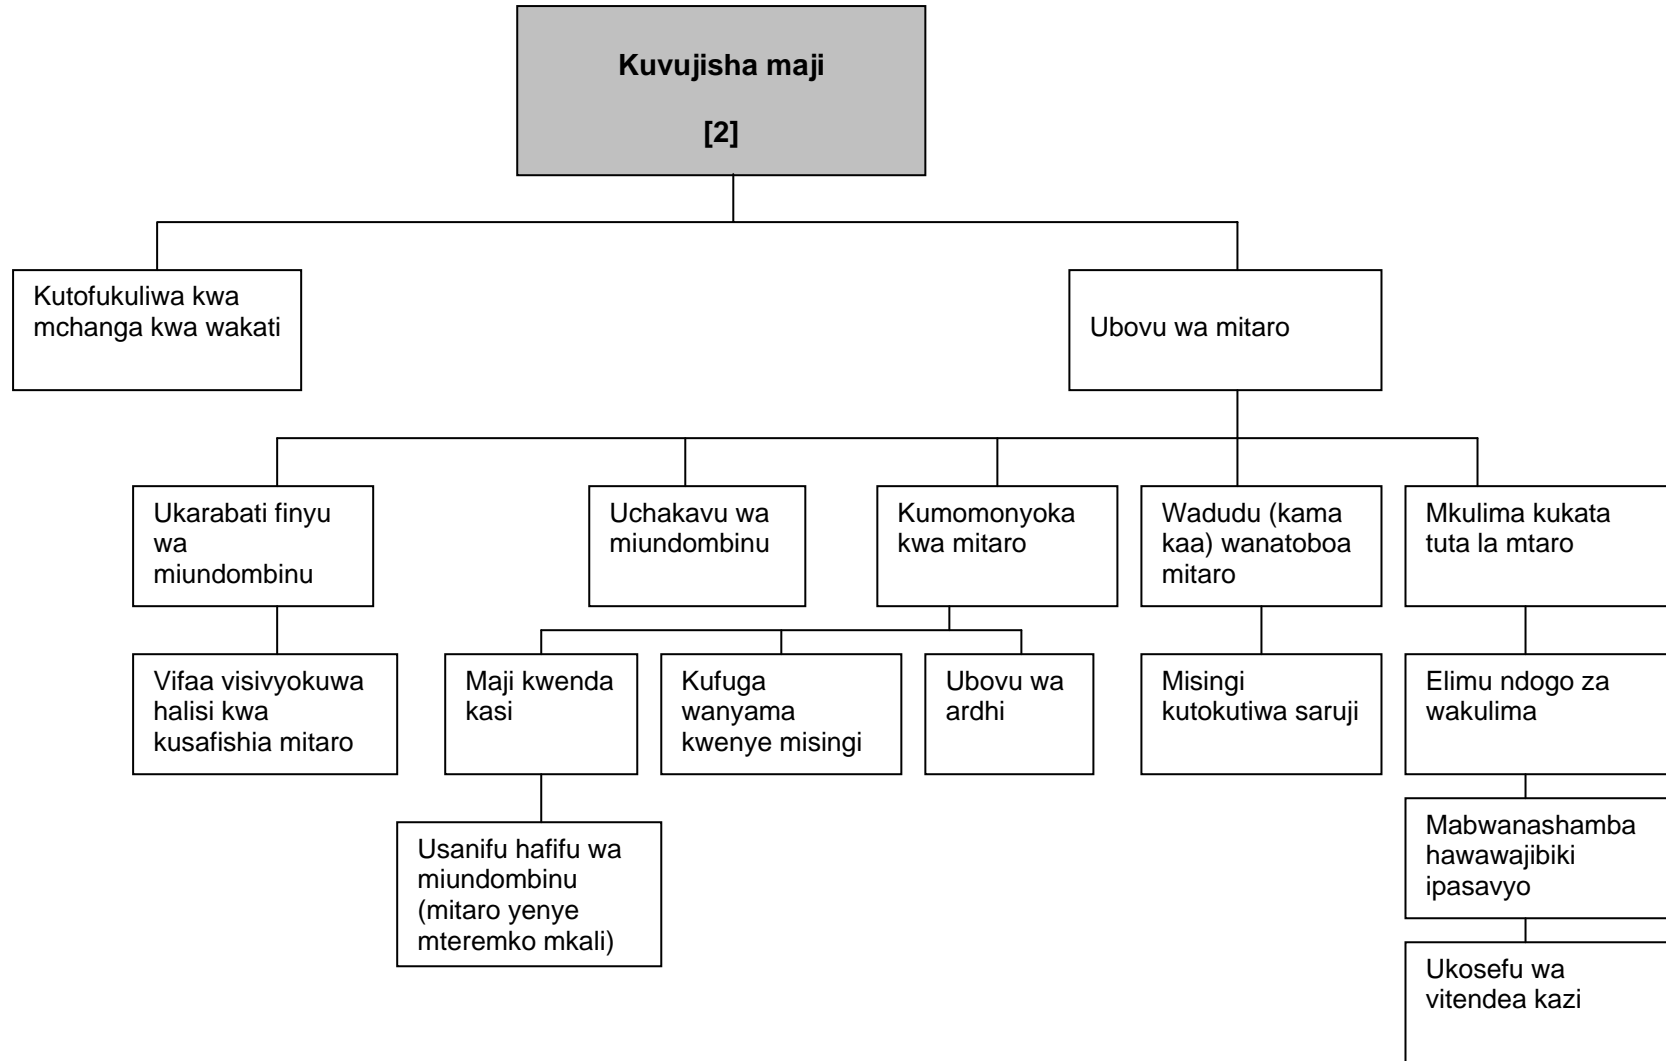 Kuvujisha maji
[2]
Kutofukuliwa kwa
mchanga kwa wakati
Ubovu wa mitaro
Ukarabati finyu
wa
miundombinu
Uchakavu wa
miundombinu
Kumomonyoka
kwa mitaro
Wadudu (kama
kaa) wanatoboa
mitaro
Mkulima kukata
tuta la mtaro
Vifaa visivyokuwa
halisi kwa
kusafishia mitaro
Maji kwenda
kasi
Kufuga
wanyama
kwenye misingi
Ubovu wa
ardhi
Misingi
kutokutiwa saruji
Elimu ndogo za
wakulima
Usanifu hafifu wa
miundombinu
(mitaro yenye
mteremko mkali)
Mabwanashamba
hawawajibiki
ipasavyo
Ukosefu wa
vitendea kazi